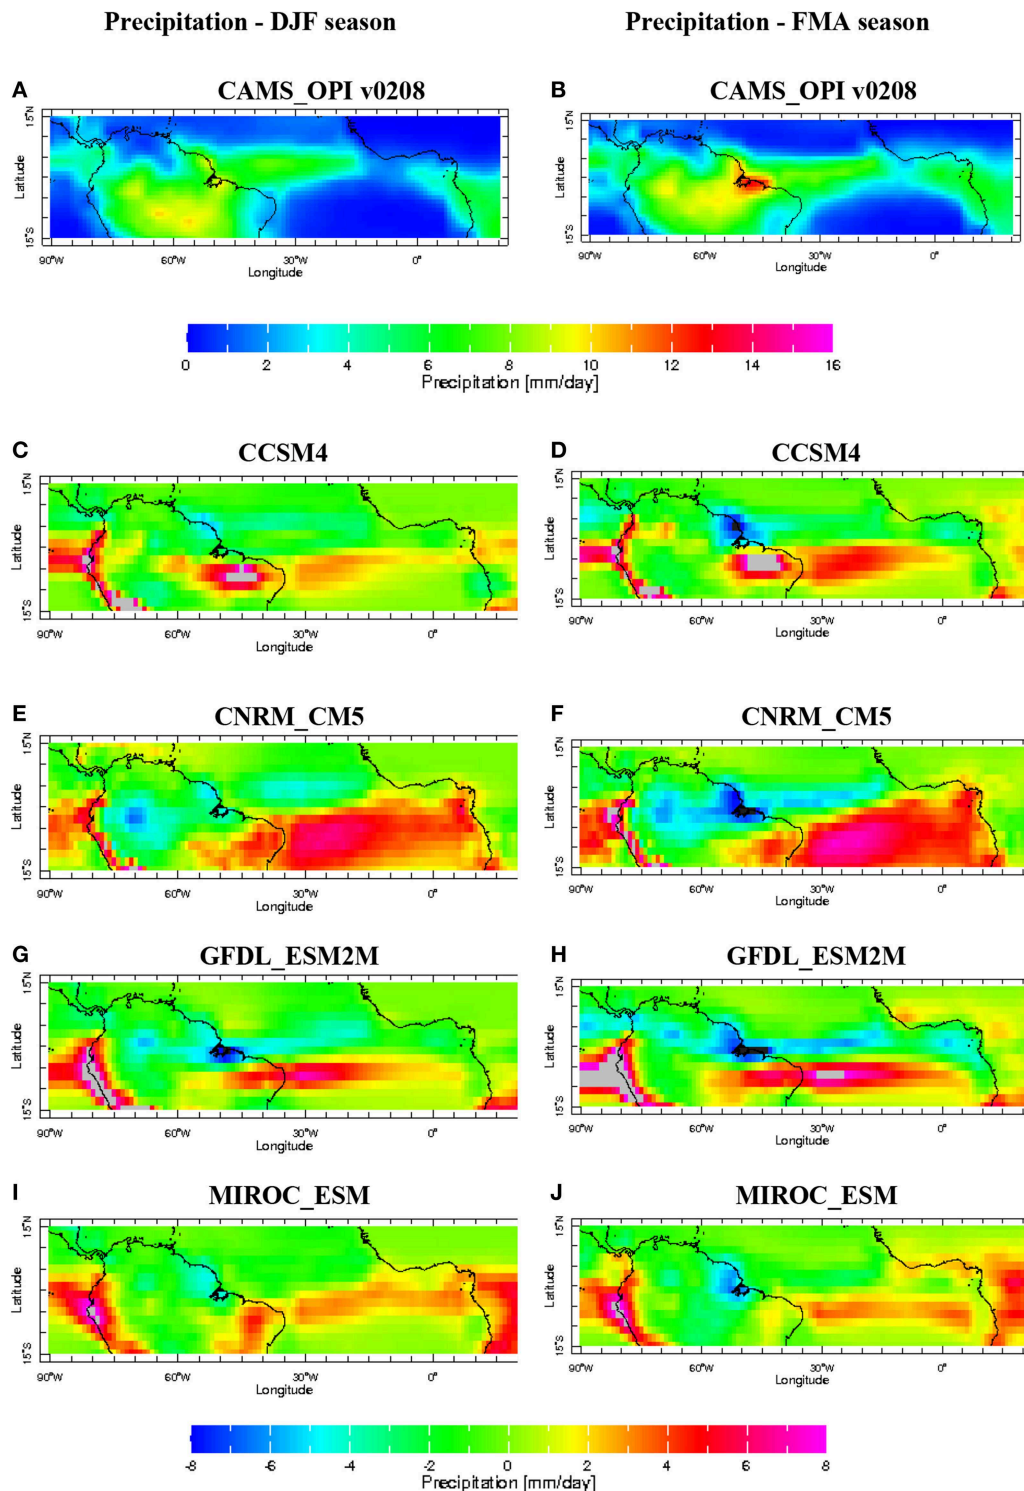 Precipitation - DJF season
Precipitation - FMA season
A
CAMS_OPI v0208
B
CAMS_OPI v0208
15°N
Latitude
15°S
90°W
60°W
30°W
0°
Longitude
15°N
Latitude
15°S
90°W
60°W
30°W
0°
Longitude
0 2 4 6 8 10 12 14 16
Precipitation [mm/day]
C
CCSM4
D
CCSM4
15°N
Latitude
15°S
90°W
60°W
30°W
0°
Longitude
15°N
Latitude
15°S
90°W
60°W
30°W
0°
Longitude
E
CNRM_CM5
F
CNRM_CM5
15°N
Latitude
15°S
90°W
60°W
30°W
0°
Longitude
15°N
Latitude
15°S
90°W
60°W
30°W
0°
Longitude
G
GFDL_ESM2M
H
GFDL_ESM2M
15°N
Latitude
15°S
90°W
60°W
30°W
0°
Longitude
15°N
Latitude
15°S
90°W
60°W
30°W
0°
Longitude
I
MIROC_ESM
J
MIROC_ESM
15°N
Latitude
15°S
90°W
60°W
30°W
0°
Longitude
15°N
Latitude
15°S
90°W
60°W
30°W
0°
Longitude
-8 -6 -4 -2 0 2 4 6 8
Precipitation [mm/day]